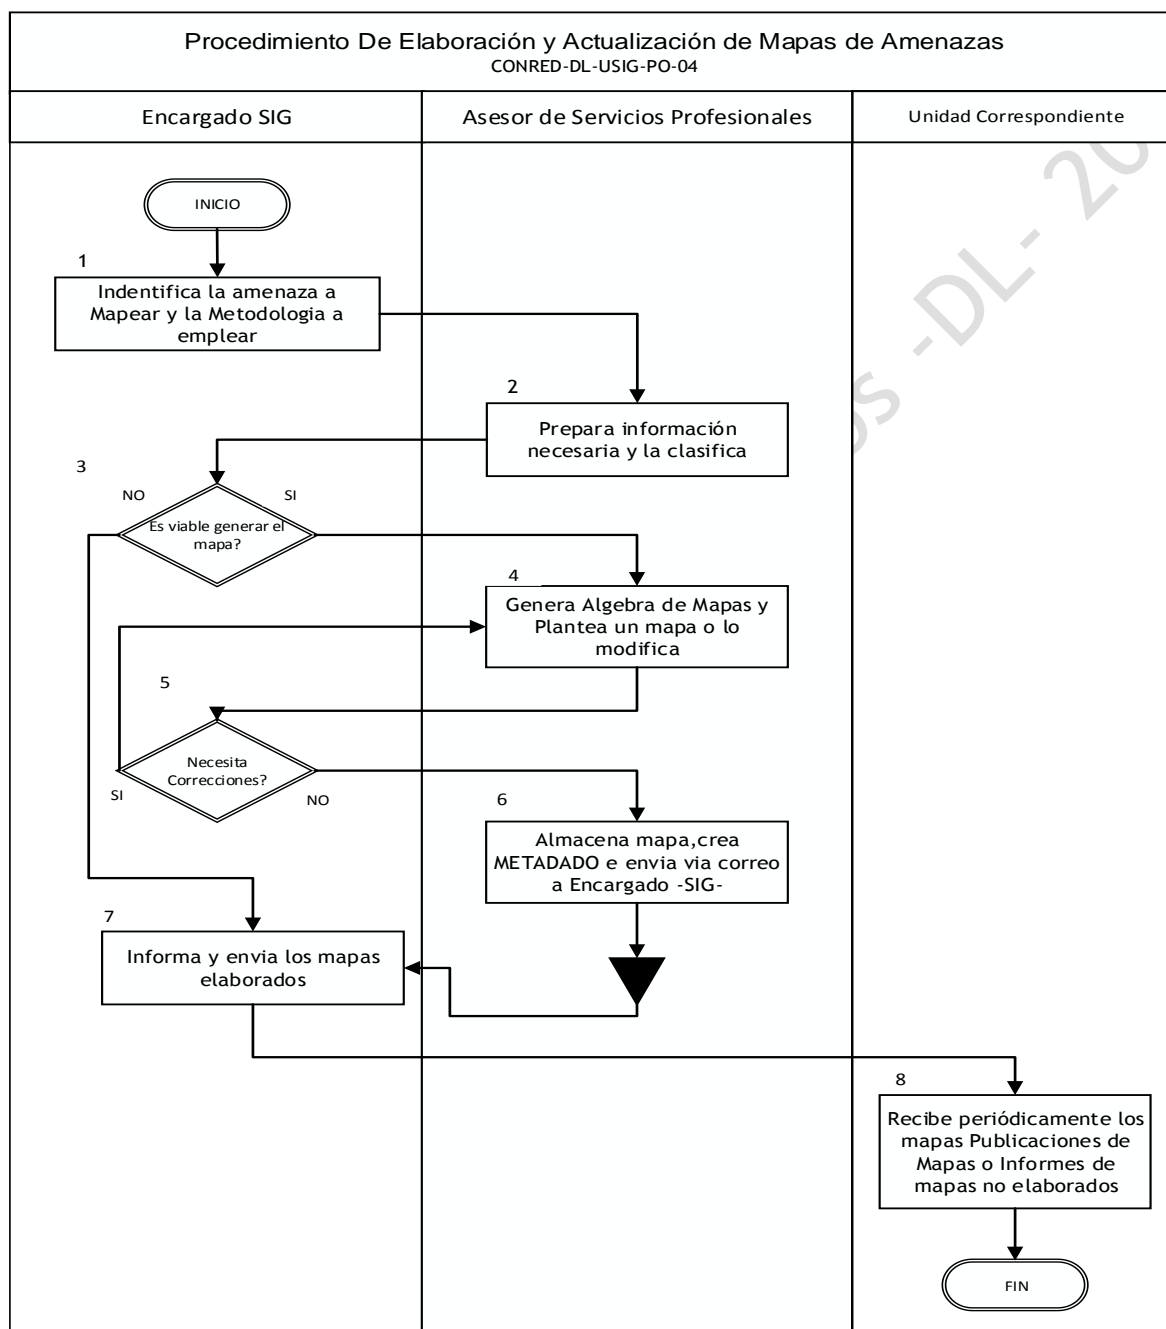 Procedimiento De Elaboración y Actualización de Mapas de Amenazas
CONRED-DL-USIG-PO-04
Encargado SIG
Asesor de Servicios Profesionales
Unidad Correspondiente
INICIO
1
Indentifica la amenaza a
Mapear y la Metodologia a
emplear
2
Prepara información
necesaria y la clasifica
3
NO
SI
Es viable generar el
mapa?
4
Genera Algebra de Mapas y
Plantea un mapa o lo
modifica
5
Necesita
Correcciones?
SI
NO
6
Almacena mapa,crea
METADADO e envia via correo
a Encargado -SIG-
7
Informa y envia los mapas
elaborados
8
Recibe periódicamente los
mapas Publicaciones de
Mapas o Informes de
mapas no elaborados
FIN
-DL-